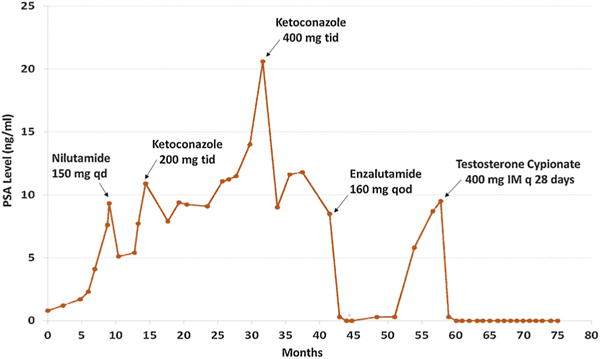 25
20
15
10
5
0
PSA Level (ng/ml)
Nilutamide
150 mg qd
Ketoconazole
200 mg tid
Ketoconazole
400 mg tid
Enzalutamide
160 mg qod
Testosterone Cypionate
400 mg IM q 28 days
0 10 15 20 25 30 35 40 45 50 55 60 65 70 75 80
Months